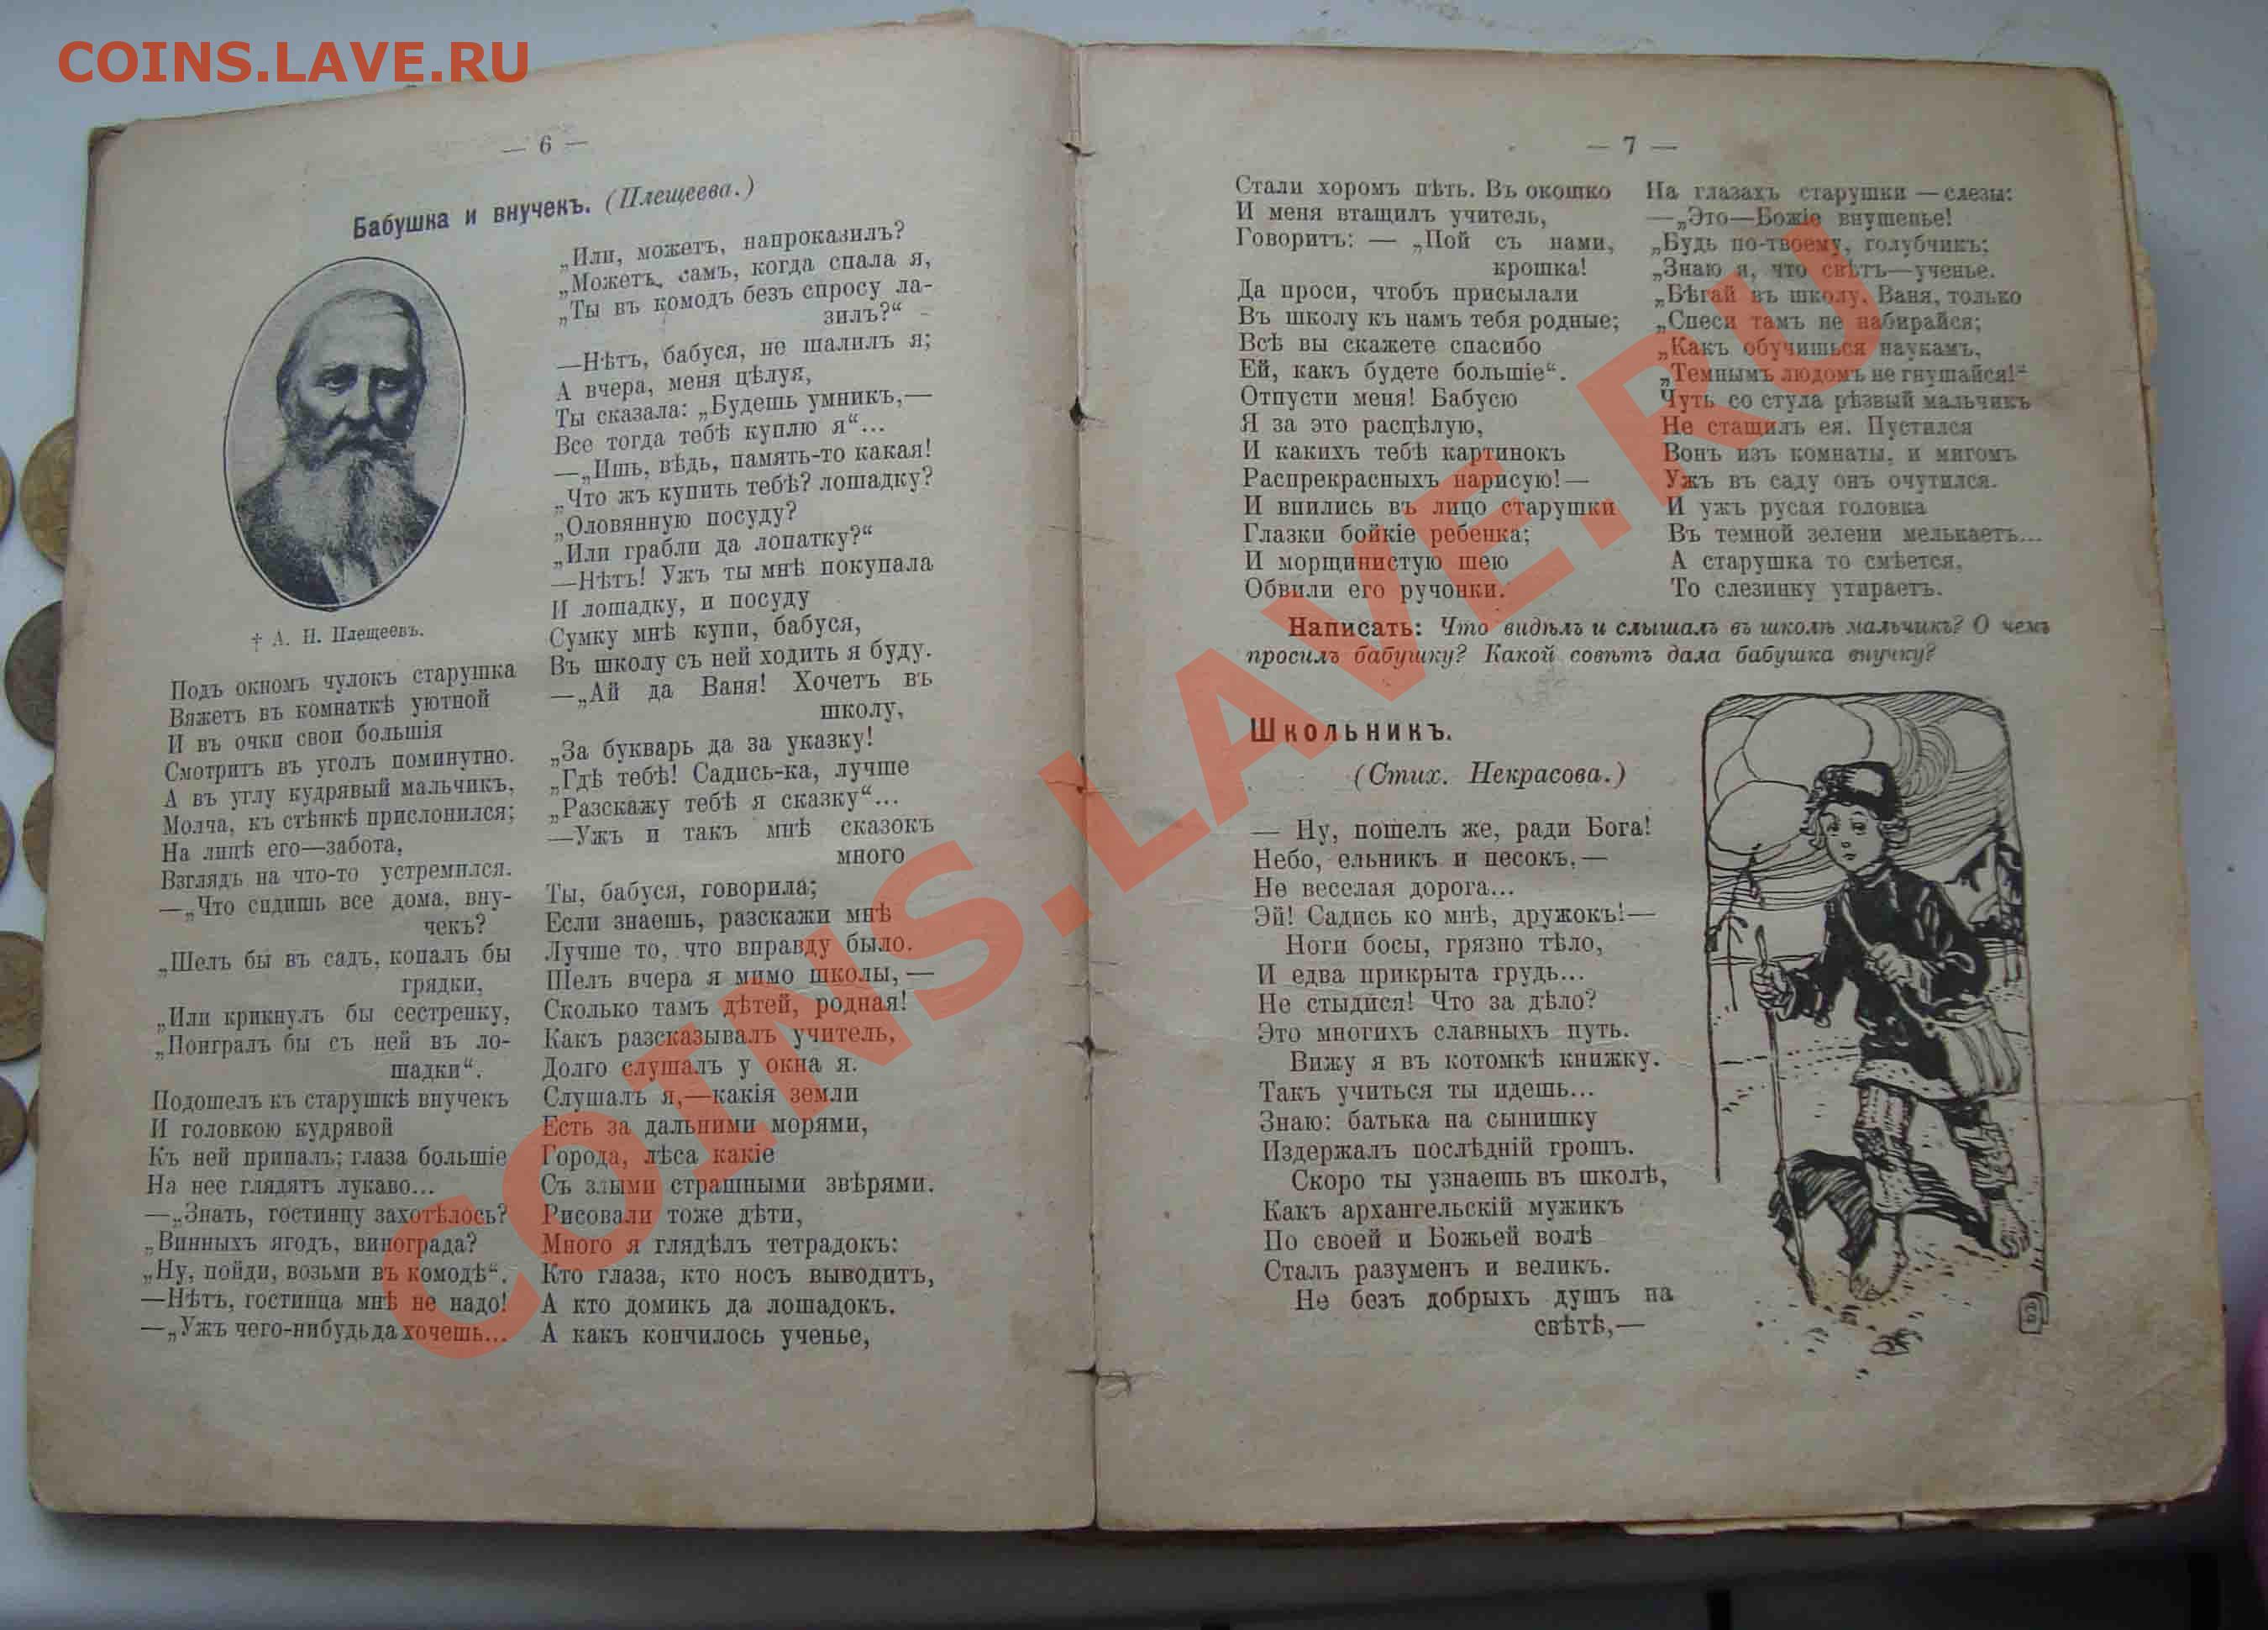 COINS.LAVE.RU
— 6 —
Бабушка и внучекъ. (Плещеева.)
† А. Н. Плещеевъ.
Подъ окномъ чулокъ старушка
Вяжетъ въ комнаткѣ уютной
И въ очки свои большія
Смотритъ въ уголъ поминутно.
А въ углу кудрявый мальчикъ,
Молча, къ стѣнкѣ прислонился;
На лицѣ его—забота,
Взглядъ на что-то устремился.
—„Что сидишь все дома, вну-
чекъ?
„Шелъ бы въ садъ, копалъ бы
грядки,
„Или крикнулъ бы сестренку,
„Поигралъ бы съ ней въ ло-
шадки“.
Подошелъ къ старушкѣ внучекъ
И головкою кудрявой
Къ ней припалъ; глаза большіе
На нее глядятъ лукаво...
—„Знать, гостинцу захотѣлось?
„Винныхъ ягодъ, винограда?
„Ну, пойди, возьми въ комодѣ“.
—Нѣтъ, гостинца мнѣ не надо!
—„Ужъ чего-нибудь да хочешь...
„Или, можетъ, напроказилъ?
„Можетъ, самъ, когда спала я,
„Ты въ комодъ безъ спросу ла-
зилъ?“
—Нѣтъ, бабуся, не шалилъ я;
А вчера, меня цѣлуя,
Ты сказала: „Будешь умникъ,—
Все тогда тебѣ куплю я“...
—„Ишь, вѣдь, память-то какая!
„Что жъ купить тебѣ? лошадку?
„Оловянную посуду?
„Или грабли да лопатку?“
—Нѣтъ! Ужъ ты мнѣ покупала
И лошадку, и посуду
Сумку мнѣ купи, бабуся,
Въ школу съ ней ходить я буду.
—„Ай да Ваня! Хочетъ въ
школу,
„За букварь да за указку!
„Гдѣ тебѣ! Садись-ка, лучше
„Разскажу тебѣ я сказку“...
—Ужъ и такъ мнѣ сказокъ
много
Ты, бабуся, говорила;
Если знаешь, разскажи мнѣ
Лучше то, что вправду было.
Шелъ вчера я мимо школы,—
Сколько тамъ дѣтей, родная!
Какъ разсказывалъ учитель,
Долго слушалъ у окна я.
Слушалъ я,—какія земли
Есть за дальними морями,
Города, лѣса какіе
Съ злыми страшными звѣрями.
Рисовали тоже дѣти,
Много я глядѣлъ тетрадокъ:
Кто глаза, кто носъ выводитъ,
А кто домикъ да лошадокъ.
А какъ кончилось ученье,
— 7 —
Стали хоромъ пѣть. Въ окошко
И меня втащилъ учитель,
Говоритъ: — „Пой съ нами,
крошка!
Да проси, чтобъ присылали
Въ школу къ намъ тебя родные;
Всѣ вы скажете спасибо
Ей, какъ будете большіе“.
Отпусти меня! Бабусю
Я за это расцѣлую,
И какихъ тебѣ картинокъ
Распрекрасныхъ нарисую!—
И впились въ лицо старушки
Глазки бойкіе ребенка;
И морщинистую шею
Обвили его ручонки.
На глазахъ старушки —слезы:
—„Это—Божіе внушенье!
„Будь по-твоему, голубчикъ;
„Знаю я, что свѣтъ—ученье.
„Бѣгай въ школу, Ваня, только
„Спеси тамъ не набирайся;
„Какъ обучишься наукамъ,
„Темнымъ людомъ не гнушайся!“
Чуть со стула рѣзвый мальчикъ
Не стащилъ ея. Пустился
Вонъ изъ комнаты, и мигомъ
Ужъ въ саду онъ очутился.
И ужъ русая головка
Въ темной зелени мелькаетъ...
А старушка то смѣется,
То слезинку утираетъ.
Написать: Что видѣлъ и слышалъ въ школѣ мальчикъ? О чемъ
просилъ бабушку? Какой совѣтъ дала бабушка внучку?
Школьникъ.
(Стих. Некрасова.)
— Ну, пошелъ же, ради Бога!
Небо, ельникъ и песокъ,—
Не веселая дорога...
Эй! Садись ко мнѣ, дружокъ!—
Ноги босы, грязно тѣло,
И едва прикрыта грудь...
Не стыдися! Что за дѣло?
Это многихъ славныхъ путь.
Вижу я въ котомкѣ книжку.
Такъ учиться ты идешь...
Знаю: батька на сынишку
Издержалъ послѣдній грошъ.
Скоро ты узнаешь въ школѣ,
Какъ архангельскій мужикъ
По своей и Божьей волѣ
Сталъ разуменъ и великъ.
Не безъ добрыхъ душъ на
свѣтѣ,—
COINS.LAVE.RU